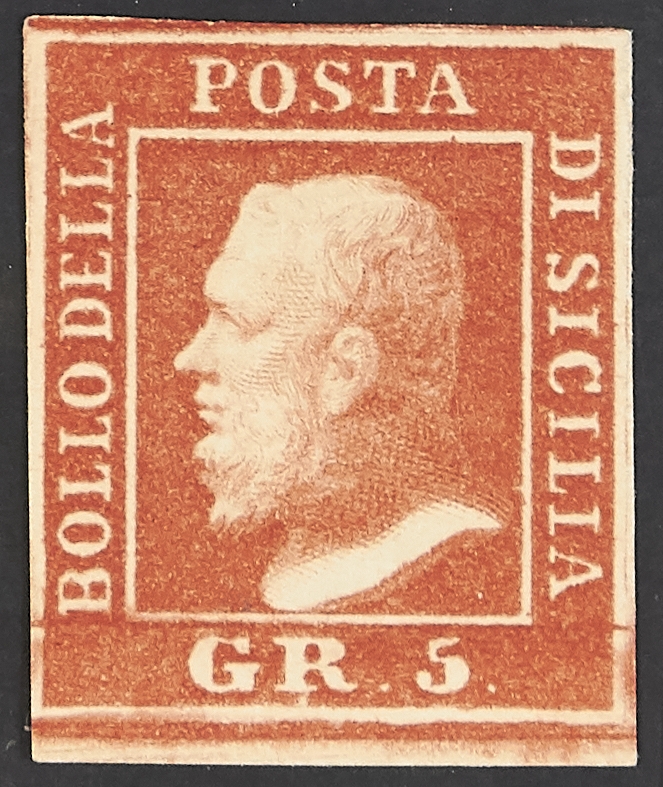 BOLLO DELLA
POSTA
DI SICILIA
GR. 5.